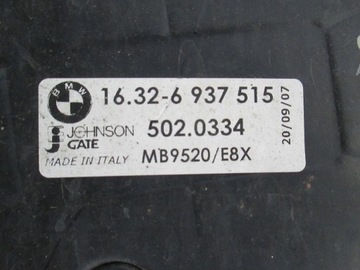 BMW
16.32-6 937 515
JOHNSON
GATE
502.0334
MADE IN ITALY
MB9520/E8X
20/09/07